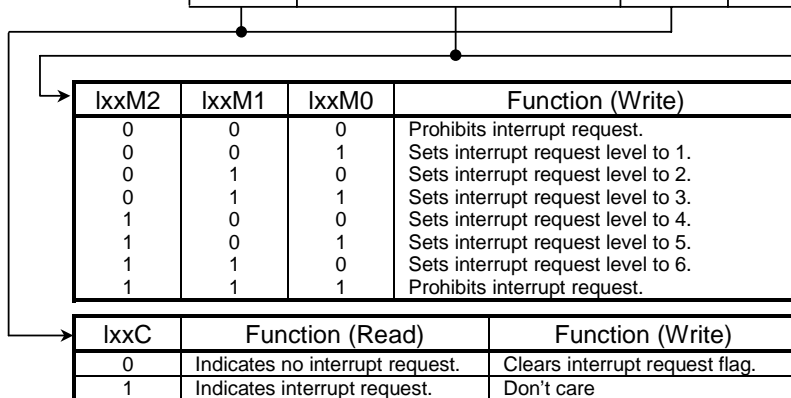 IxxM2 IxxM1 IxxM0 Function (Write)
0 0 0 Prohibits interrupt request.
0 0 1 Sets interrupt request level to 1.
0 1 0 Sets interrupt request level to 2.
0 1 1 Sets interrupt request level to 3.
1 0 0 Sets interrupt request level to 4.
1 0 1 Sets interrupt request level to 5.
1 1 0 Sets interrupt request level to 6.
1 1 1 Prohibits interrupt request.
IxxC Function (Read) Function (Write)
0 Indicates no interrupt request. Clears interrupt request flag.
1 Indicates interrupt request. Don't care